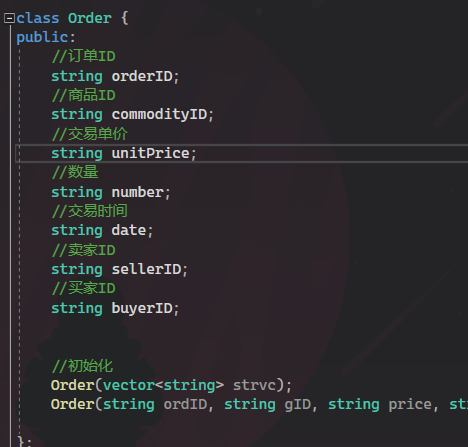 class Order {
public:
//订单ID
string orderID;
//商品ID
string commodityID;
//交易单价
string unitPrice;
//数量
string number;
//交易时间
string date;
//卖家ID
string sellerID;
//买家ID
string buyerID;
//初始化
Order(vector<string> strvc);
Order(string ordID, string gID, string price, st
};